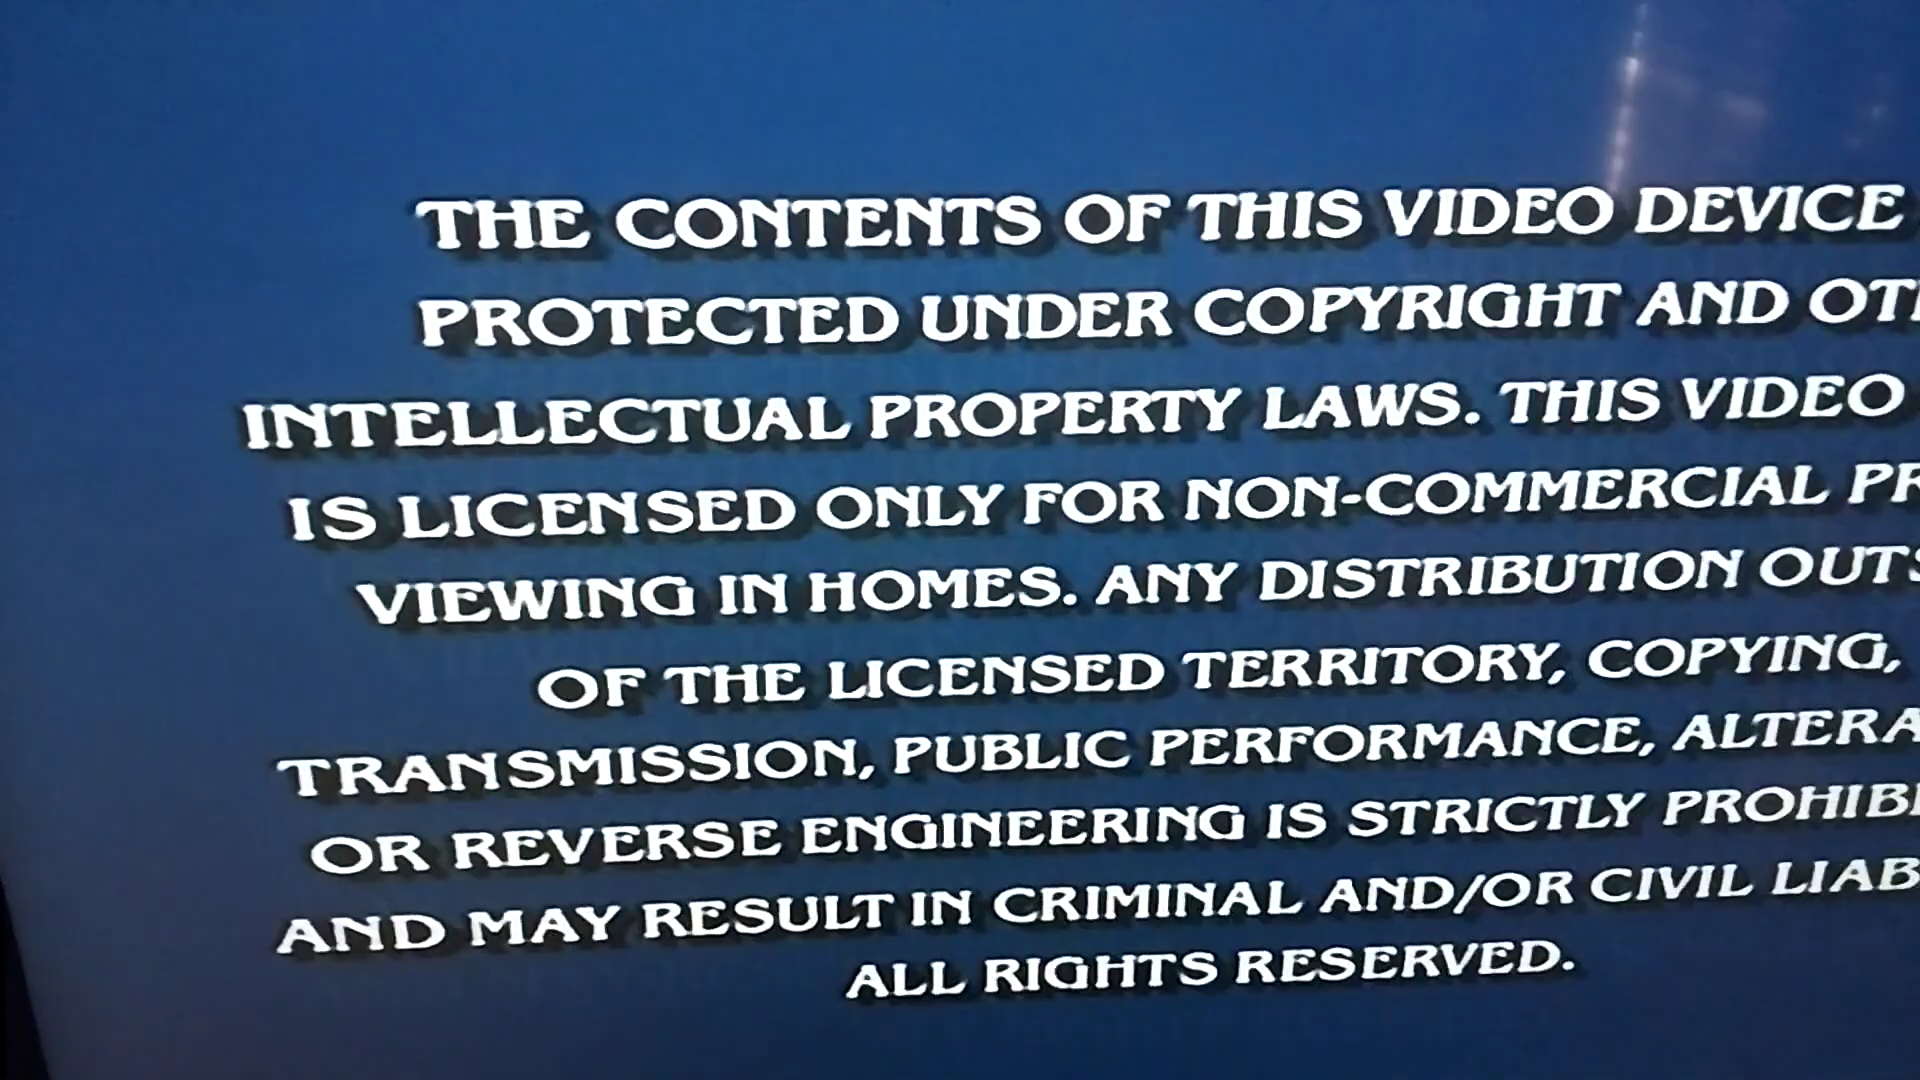 THE CONTENTS OF THIS VIDEO DEVICE
PROTECTED UNDER COPYRIGHT AND
INTELLECTUAL PROPERTY LAWS. THIS VIDEO
IS LICENSED ONLY FOR NON-COMMERCIAL
VIEWING IN HOMES. ANY DISTRIBUTION
OF THE LICENSED TERRITORY, COPYING,
TRANSMISSION, PUBLIC PERFORMANCE,
OR REVERSE ENGINEERING IS STRICTLY
AND MAY RESULT IN CRIMINAL AND/OR CIVIL
ALL RIGHTS RESERVED.